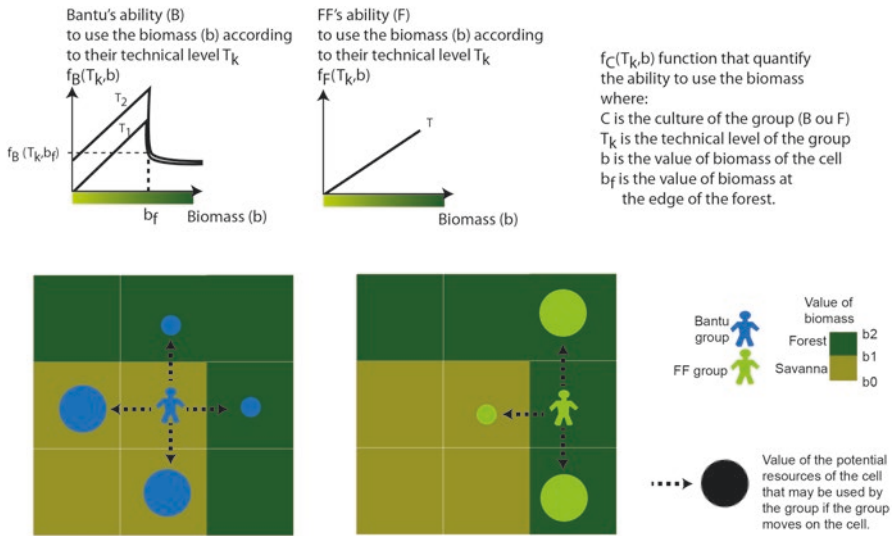 Bantu's ability (B)
to use the biomass (b) according
to their technical level Tk
fB(Tk,b)
T2
T1
fB (Tk,bf)
bf
Biomass (b)
FF's ability (F)
to use the biomass (b) according
to their technical level Tk
fF(Tk,b)
T
Biomass (b)
fC(Tk,b) function that quantify
the ability to use the biomass
where:
C is the culture of the group (B ou F)
Tk is the technical level of the group
b is the value of biomass of the cell
bf is the value of biomass at
the edge of the forest.
Bantu
group
FF group
Value of
biomass
Forest
Savanna
b2
b1
b0
Value of the potential
resources of the cell
that may be used by
the group if the group
moves on the cell.